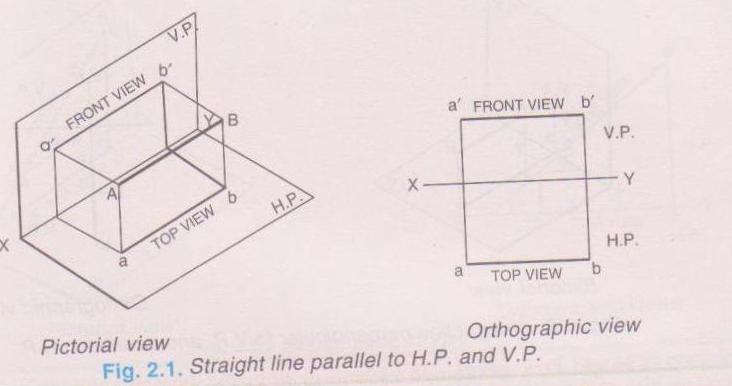 V.P.
b′
FRONT VIEW
a′
Y
B
A
b
H.P.
TOP VIEW
X
a
a′ FRONT VIEW b′
V.P.
X
Y
H.P.
a
TOP VIEW
b
Pictorial view
Orthographic view
Fig. 2.1. Straight line parallel to H.P. and V.P.